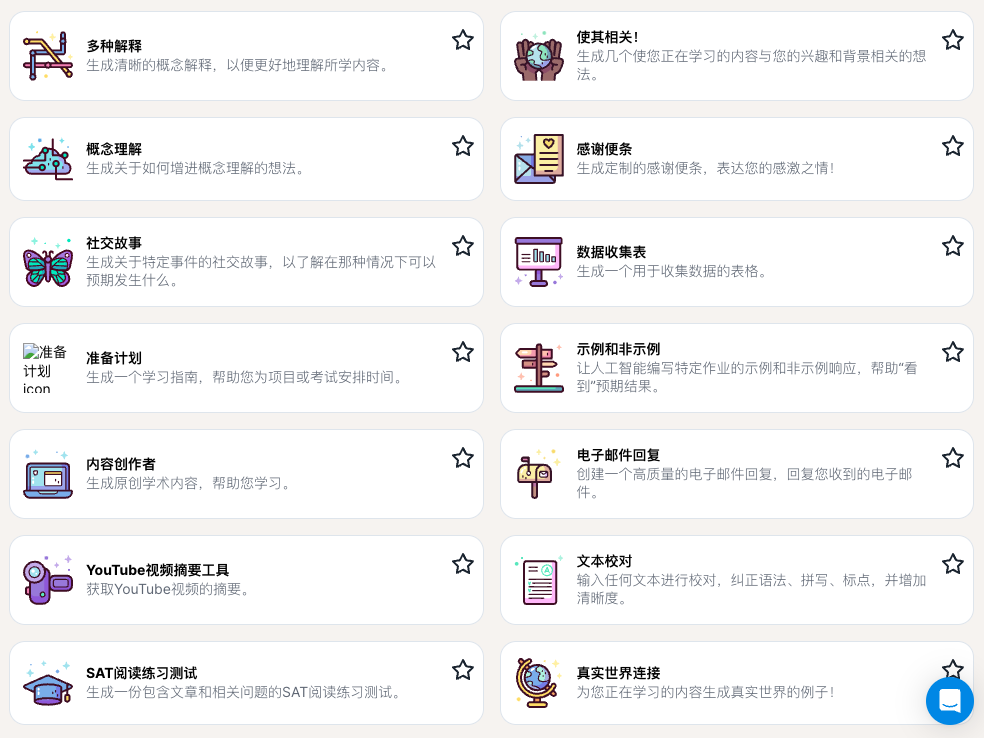 多种解释
生成清晰的概念解释，以便更好地理解所学内容。
使其相关！
生成几个使您正在学习的内容与您的兴趣和背景相关的想
法。
概念理解
生成关于如何增进概念理解的想法。
感谢便条
生成定制的感谢便条，表达您的感激之情！
社交故事
生成关于特定事件的社交故事，以了解在那种情况下可以
预期发生什么。
数据收集表
生成一个用于收集数据的表格。
准备
计划
icon
准备计划
生成一个学习指南，帮助您为项目或考试安排时间。
示例和非示例
让人工智能编写特定作业的示例和非示例响应，帮助“看
到”预期结果。
内容创作者
生成原创学术内容，帮助您学习。
电子邮件回复
创建一个高质量的电子邮件回复，回复您收到的电子邮
件。
YouTube视频摘要工具
获取YouTube视频的摘要。
文本校对
输入任何文本进行校对，纠正语法、拼写、标点，并增加
清晰度。
SAT阅读练习测试
生成一份包含文章和相关问题的SAT阅读练习测试。
真实世界连接
为您正在学习的内容生成真实世界的例子！